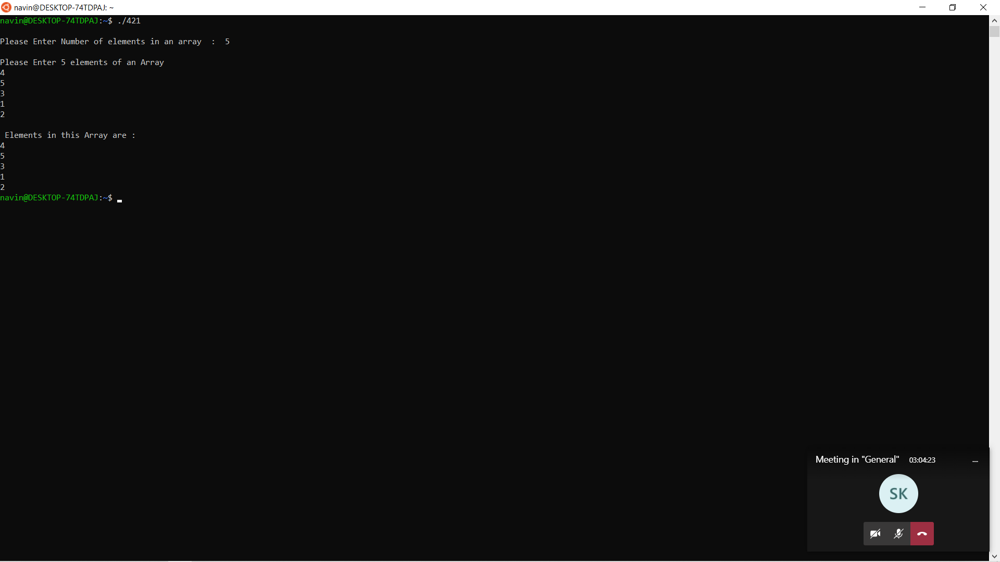 navin@DESKTOP-74TDPAJ: ~
navin@DESKTOP-74TDPAJ:~$ ./421
Please Enter Number of elements in an array  :  5
Please Enter 5 elements of an Array
4
5
3
1
2
Elements in this Array are :
4
5
3
1
2
navin@DESKTOP-74TDPAJ:~$
Meeting in "General" 03:04:23
SK